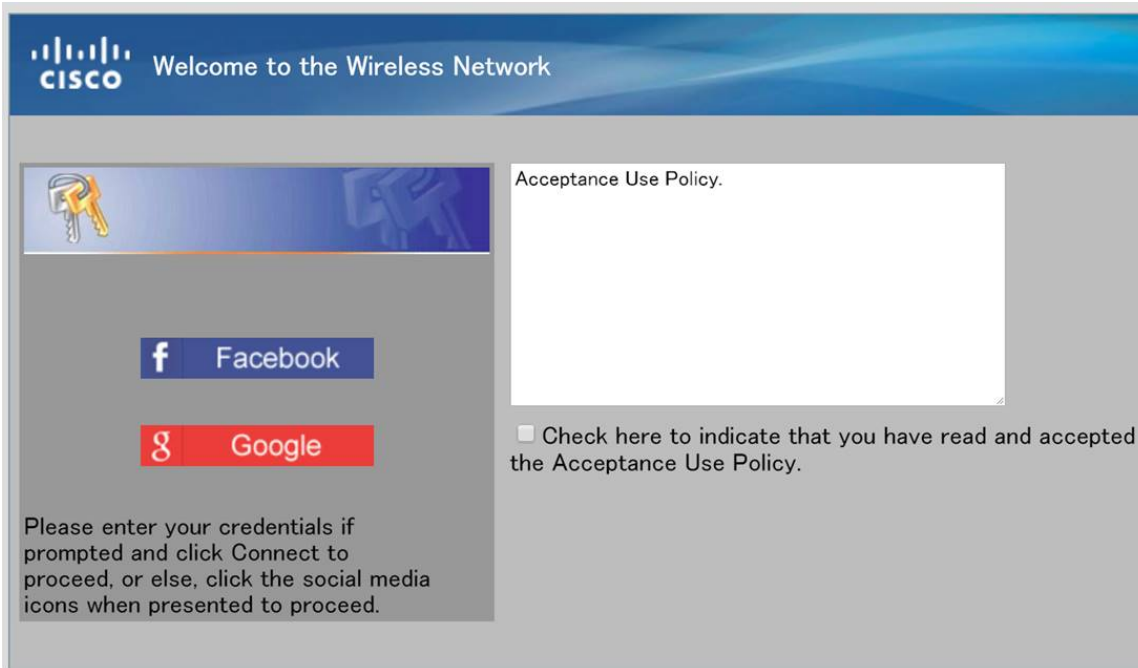 CISCO
Welcome to the Wireless Network
Facebook
Google
Please enter your credentials if
prompted and click Connect to
proceed, or else, click the social media
icons when presented to proceed.
Acceptance Use Policy.
Check here to indicate that you have read and accepted
the Acceptance Use Policy.